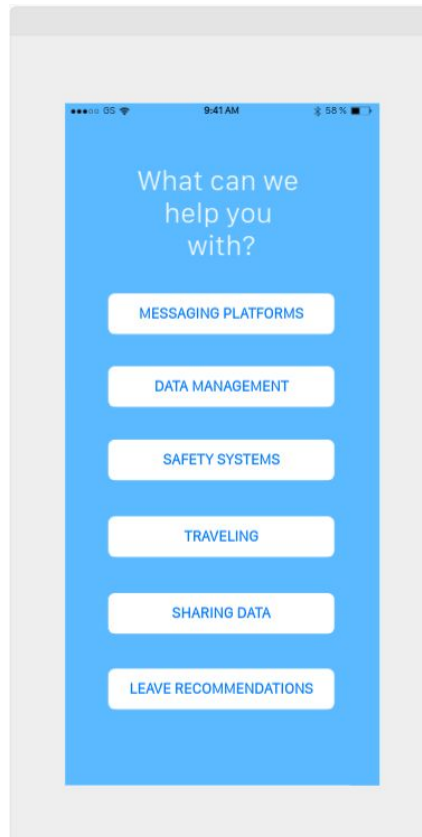 GS 9:41 AM 58 %
What can we
help you
with?
MESSAGING PLATFORMS
DATA MANAGEMENT
SAFETY SYSTEMS
TRAVELING
SHARING DATA
LEAVE RECOMMENDATIONS